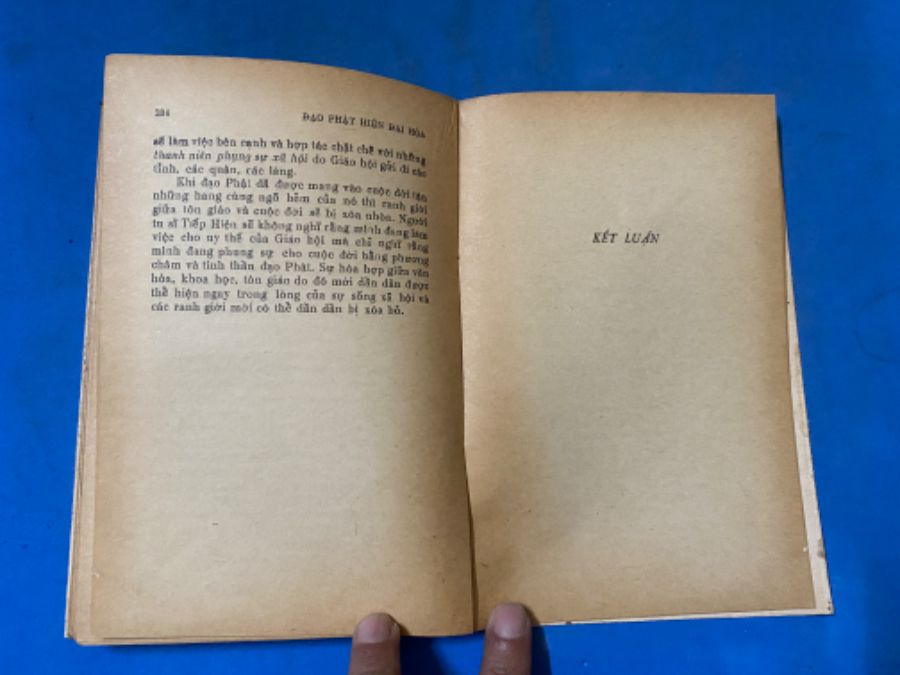 ĐẠO PHẬT HIỆN ĐẠI HÓA
sẽ làm việc bên cạnh và hợp tác chặt chẽ với những
thanh niên phụng sự xã hội do Giáo hội gửi đi các
tỉnh, các quận, các làng.
Khi đạo Phật đã được mang vào cuộc đời tận
những hang cùng ngõ hẻm của nó thì ranh giới
giữa tôn giáo và cuộc đời sẽ bị xóa nhòa. Người
tu sĩ Tiếp Hiện sẽ không nghĩ rằng mình đang làm
việc cho uy thế của Giáo hội mà chỉ nghĩ rằng
mình đang phụng sự cho cuộc đời bằng phương
châm và tinh thần đạo Phật. Sự hòa hợp giữa văn
hóa, khoa học, tôn giáo do đó mới dần dần được
thể hiện ngay trong lòng của sự sống xã hội và
các ranh giới mới có thể dần dần bị xóa bỏ.
KẾT LUẬN